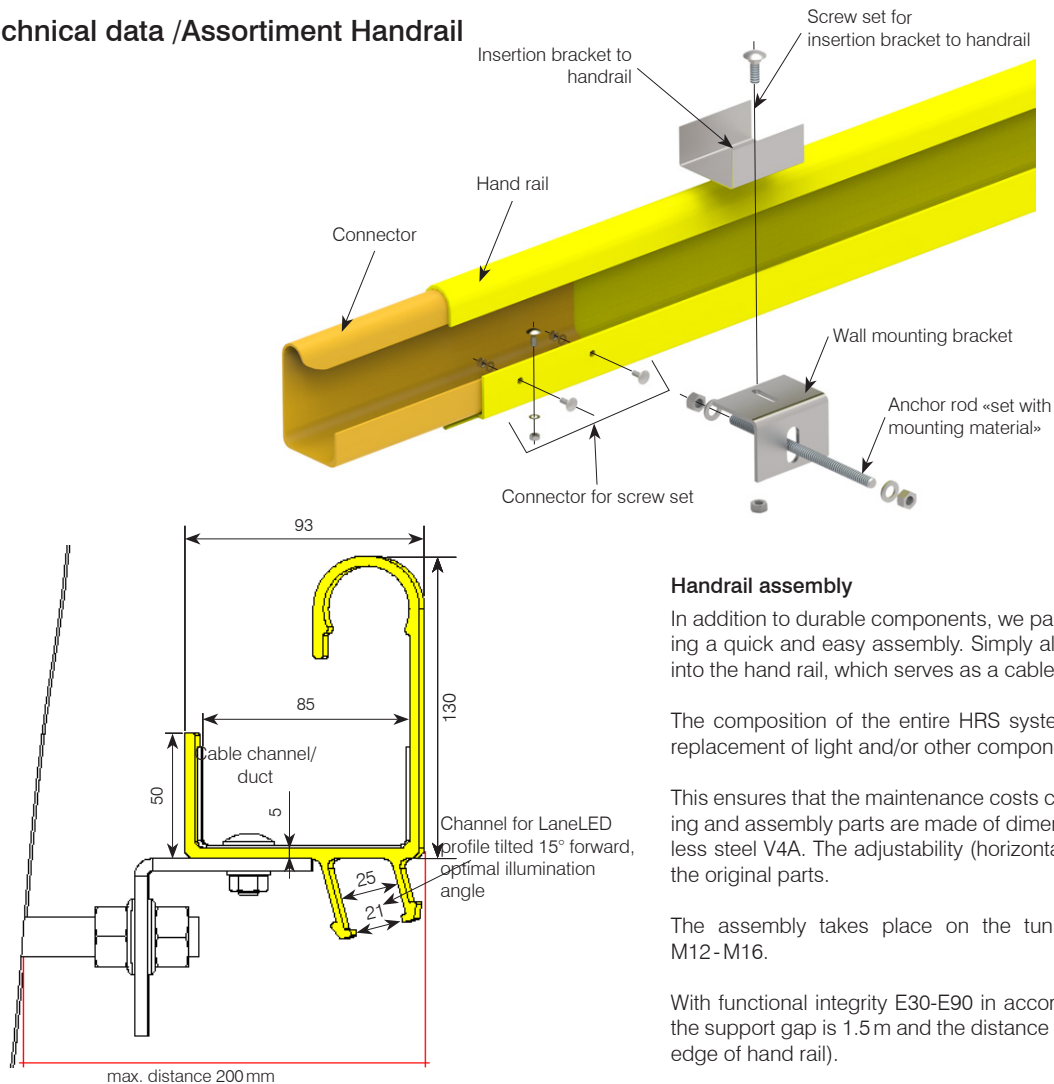 chnical data /Assortiment Handrail
Screw set for
insertion bracket to handrail
Insertion bracket to
handrail
Hand rail
Connector
Wall mounting bracket
Anchor rod «set with
mounting material»
Connector for screw set
93
130
85
Cable channel/
duct
50
5
Channel for LaneLED
profile tilted 15° forward,
optimal illumination
angle
25
21
max. distance 200 mm
Handrail assembly
In addition to durable components, we pa
ing a quick and easy assembly. Simply al
into the hand rail, which serves as a cable
The composition of the entire HRS syste
replacement of light and/or other compon
This ensures that the maintenance costs c
ing and assembly parts are made of dimer
less steel V4A. The adjustability (horizonta
the original parts.
The assembly takes place on the tun
M12-M16.
With functional integrity E30-E90 in accor
the support gap is 1.5 m and the distance
edge of hand rail).